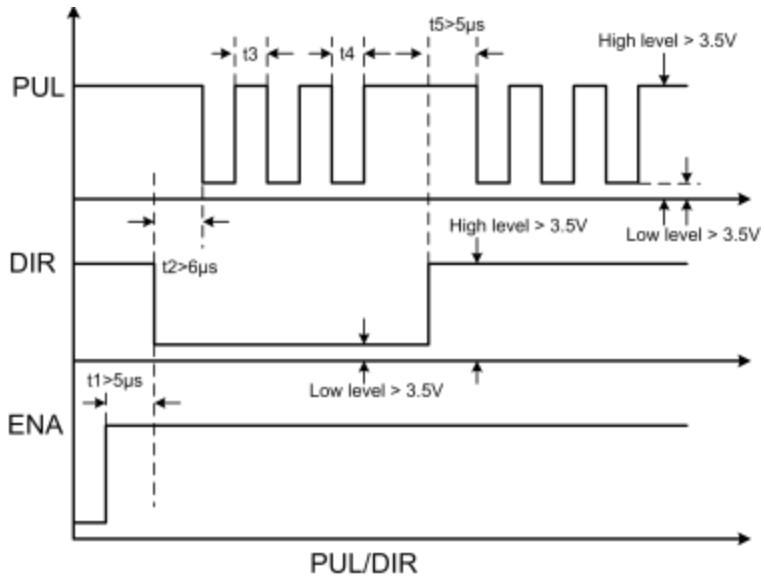 t5>5μs
High level > 3.5V
t3
t4
PUL
Low level > 3.5V
High level > 3.5V
DIR
t2>6μs
t1>5μs
Low level > 3.5V
ENA
PUL/DIR